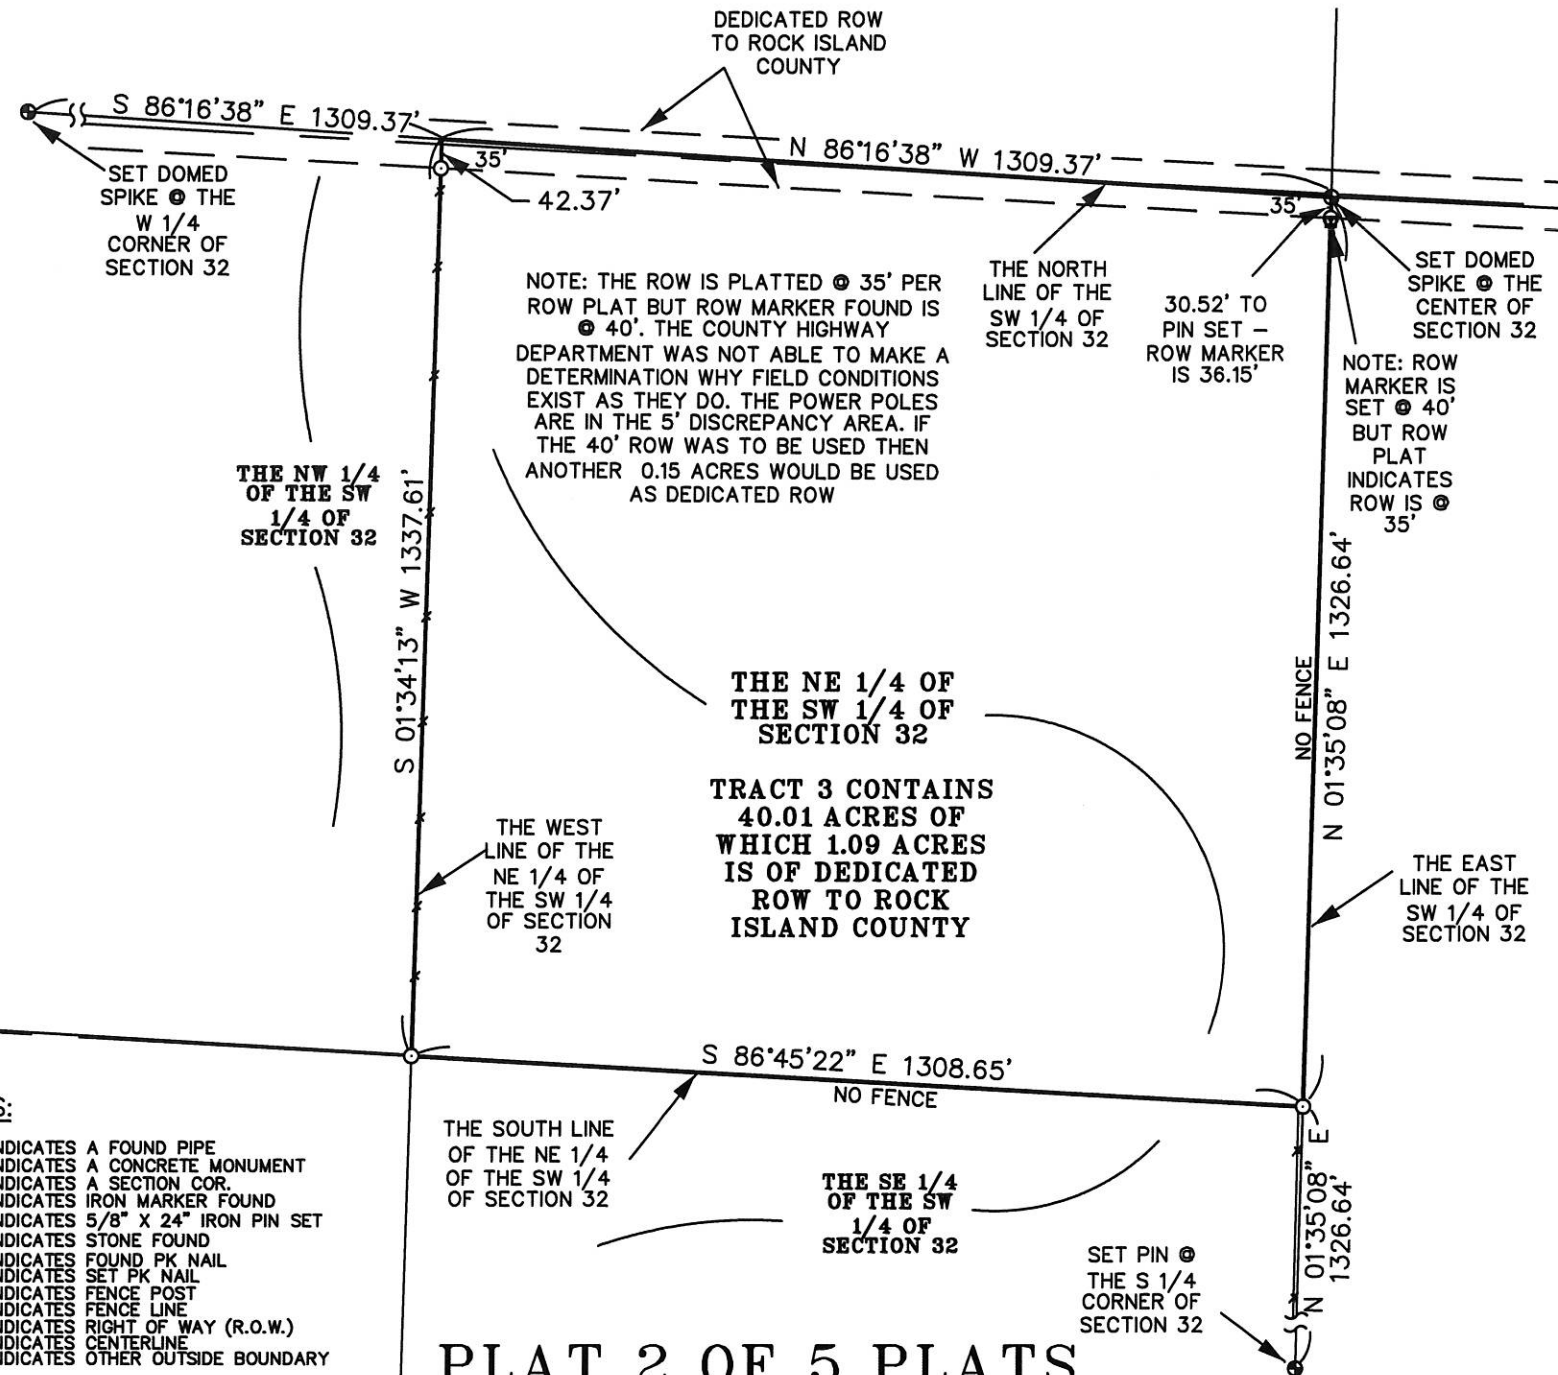 DEDICATED ROW
TO ROCK ISLAND
COUNTY
S 86°16'38" E 1309.37'
N 86°16'38" W 1309.37'
35'
42.37'
35'
SET DOMED
SPIKE @ THE
W 1/4
CORNER OF
SECTION 32
NOTE: THE ROW IS PLATTED @ 35' PER
ROW PLAT BUT ROW MARKER FOUND IS
@ 40'. THE COUNTY HIGHWAY
DEPARTMENT WAS NOT ABLE TO MAKE A
DETERMINATION WHY FIELD CONDITIONS
EXIST AS THEY DO. THE POWER POLES
ARE IN THE 5' DISCREPANCY AREA. IF
THE 40' ROW WAS TO BE USED THEN
ANOTHER 0.15 ACRES WOULD BE USED
AS DEDICATED ROW
THE NORTH
LINE OF THE
SW 1/4 OF
SECTION 32
30.52' TO
PIN SET –
ROW MARKER
IS 36.15'
SET DOMED
SPIKE @ THE
CENTER OF
SECTION 32
NOTE: ROW
MARKER IS
SET @ 40'
BUT ROW
PLAT
INDICATES
ROW IS @
35'
THE NW 1/4
OF THE SW
1/4 OF
SECTION 32
S 01°34'13" W 1337.61'
NO FENCE
N 01°35'08" E 1326.64'
THE NE 1/4 OF
THE SW 1/4 OF
SECTION 32
TRACT 3 CONTAINS
40.01 ACRES OF
WHICH 1.09 ACRES
IS OF DEDICATED
ROW TO ROCK
ISLAND COUNTY
THE WEST
LINE OF THE
NE 1/4 OF
THE SW 1/4
OF SECTION
32
THE EAST
LINE OF THE
SW 1/4 OF
SECTION 32
S 86°45'22" E 1308.65'
NO FENCE
THE SOUTH LINE
OF THE NE 1/4
OF THE SW 1/4
OF SECTION 32
THE SE 1/4
OF THE SW
1/4 OF
SECTION 32
N 01°35'08" E
1326.64'
SET PIN @
THE S 1/4
CORNER OF
SECTION 32
S:
NDICATES A FOUND PIPE
NDICATES A CONCRETE MONUMENT
NDICATES A SECTION COR.
NDICATES IRON MARKER FOUND
NDICATES 5/8" X 24" IRON PIN SET
NDICATES STONE FOUND
NDICATES FOUND PK NAIL
NDICATES SET PK NAIL
NDICATES FENCE POST
NDICATES FENCE LINE
NDICATES RIGHT OF WAY (R.O.W.)
NDICATES CENTERLINE
NDICATES OTHER OUTSIDE BOUNDARY
PLAT 2 OF 5 PLATS